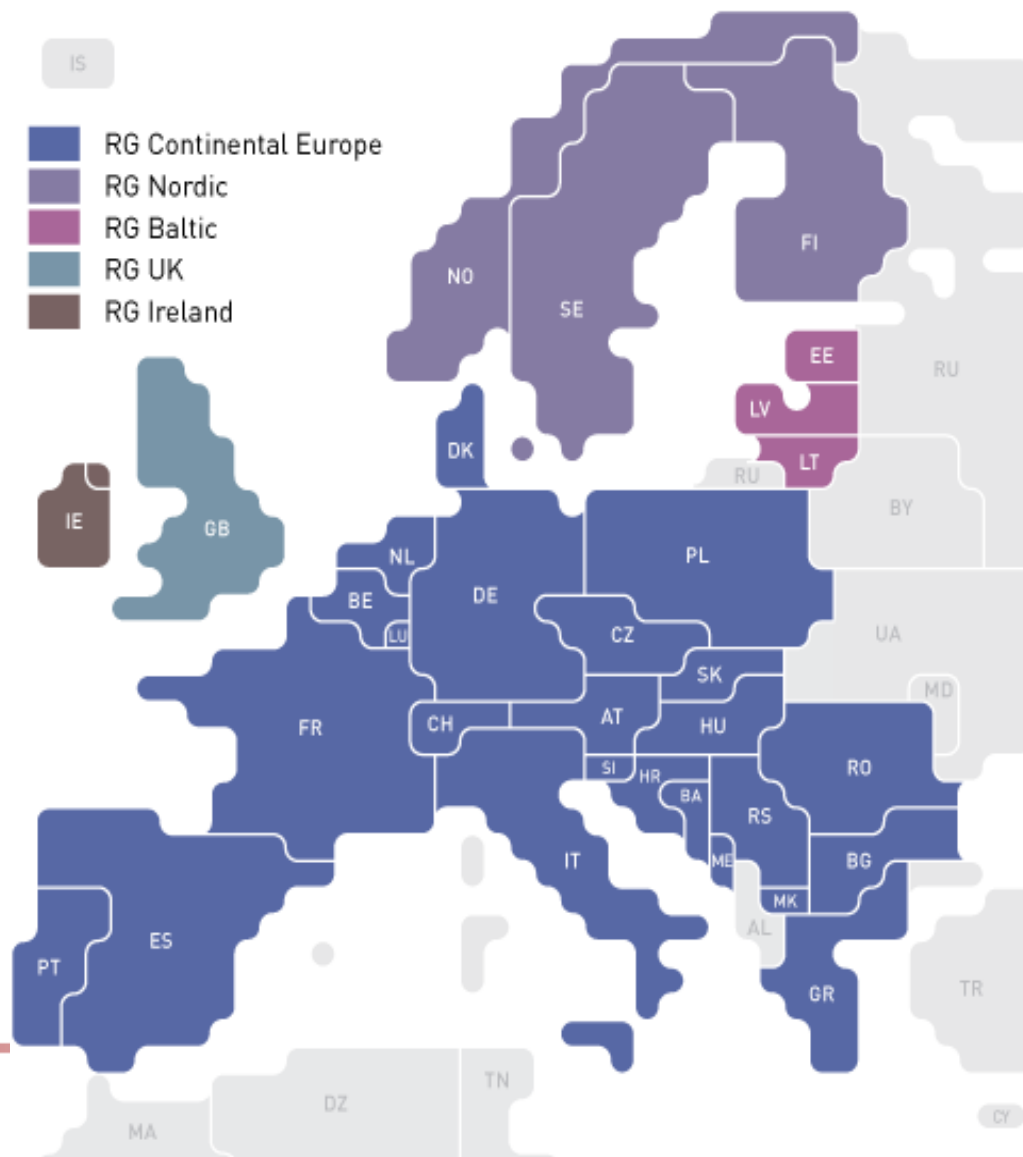 IS
RG Continental Europe
RG Nordic
RG Baltic
RG UK
RG Ireland
FI
NO
SE
EE
RU
LV
DK
LT
RU
BY
IE
GB
NL
PL
DE
BE
CZ
LU
UA
SK
MD
CH
AT
FR
HU
SI
HR
RO
BA
RS
IT
ME
BG
MK
AL
ES
PT
GR
TR
TN
DZ
CY
MA